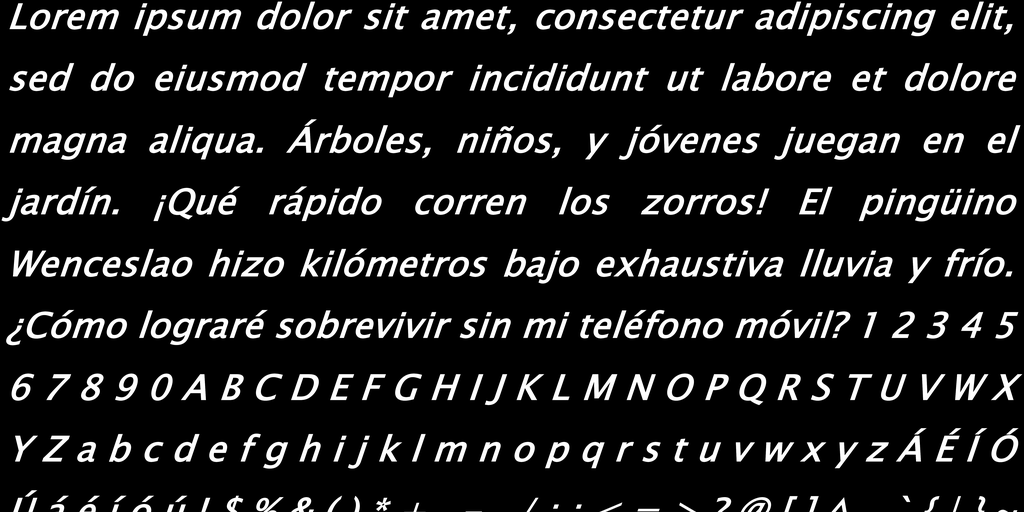 Lorem ipsum dolor sit amet, consectetur adipiscing elit,
sed do eiusmod tempor incididunt ut labore et dolore
magna aliqua. Árboles, niños, y jóvenes juegan en el
jardín. ¡Qué rápido corren los zorros! El pingüino
Wenceslao hizo kilómetros bajo exhaustiva lluvia y frío.
¿Cómo lograré sobrevivir sin mi teléfono móvil? 1 2 3 4 5
6 7 8 9 0 A B C D E F G H I J K L M N O P Q R S T U V W X
Y Z a b c d e f g h i j k l m n o p q r s t u v w x y z Á É Í Ó
Ú á é í ó ú ! $ % & ( ) * + - / : ; < = > ? @ [ ] ^ ` { | } ~